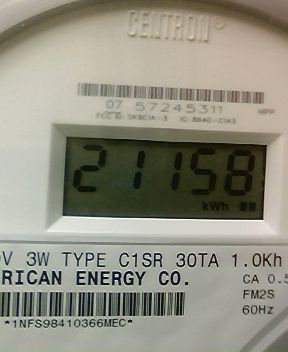 CENTRON®
07 57245311
HPP
FCC ID: SK9C1A-3 IC: 864G-C1A3
21158
kWh
V 3W TYPE C1SR 30TA 1.0Kh
RICAN ENERGY CO.
CA 0.5
FM2S
60Hz
*1NFS98410366MEC*